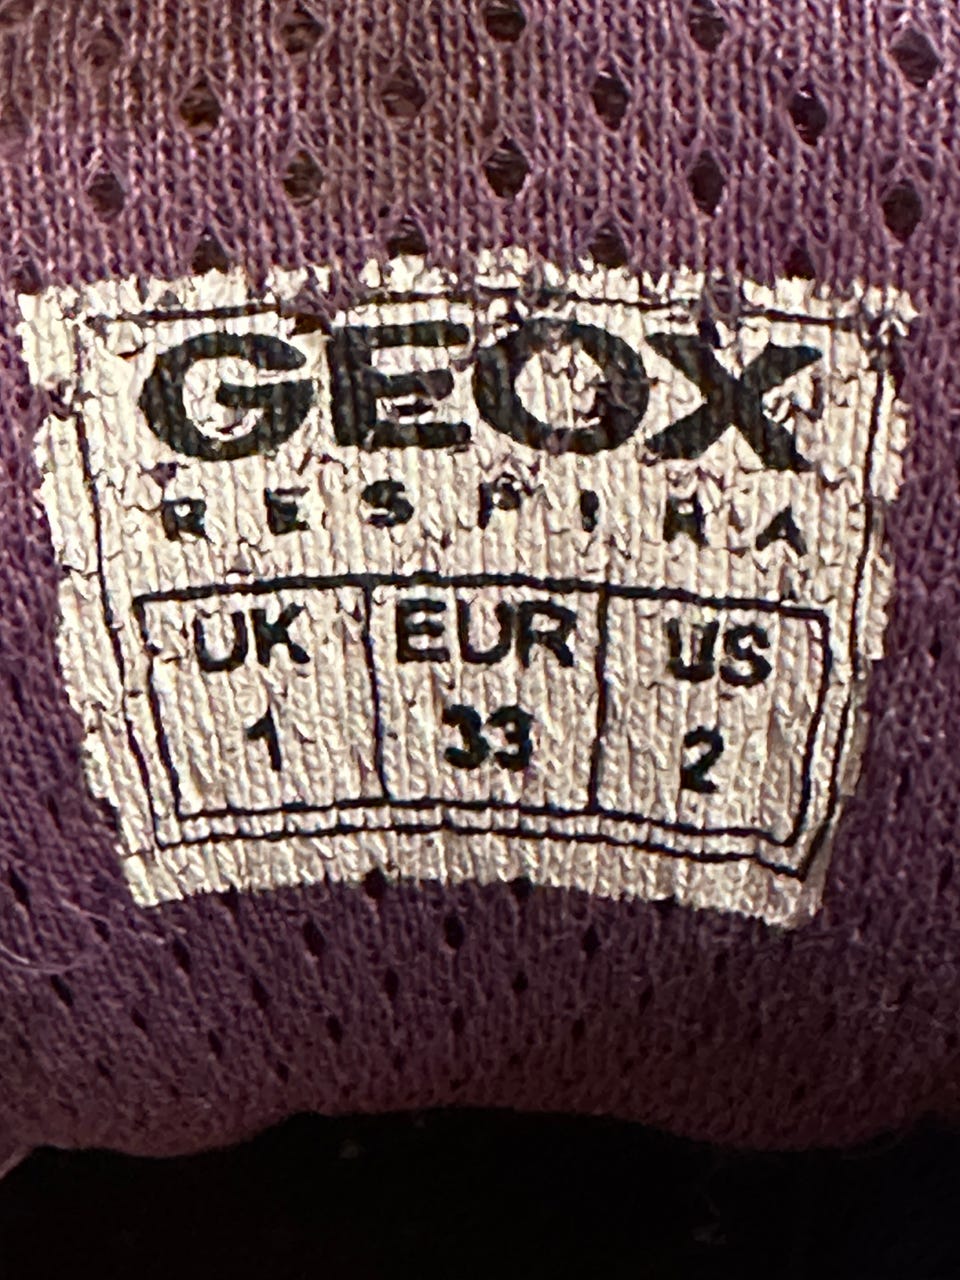 GEOX
RESPIRA
UK EUR US
1 33 2